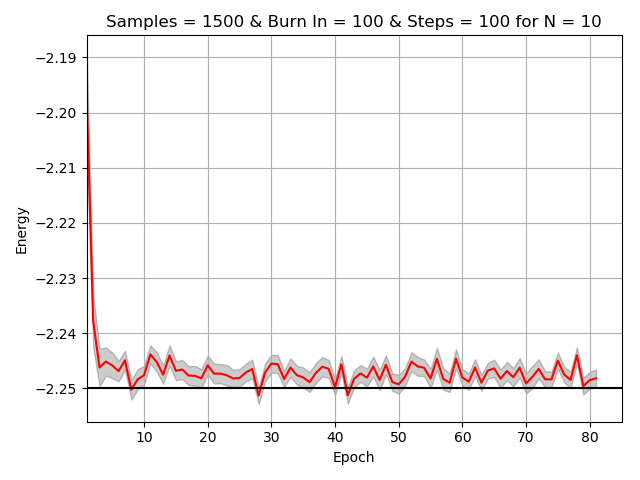 Samples = 1500 & Burn In = 100 & Steps = 100 for N = 10
−2.19
−2.20
−2.21
−2.22
−2.23
−2.24
−2.25
Energy
10 20 30 40 50 60 70 80
Epoch